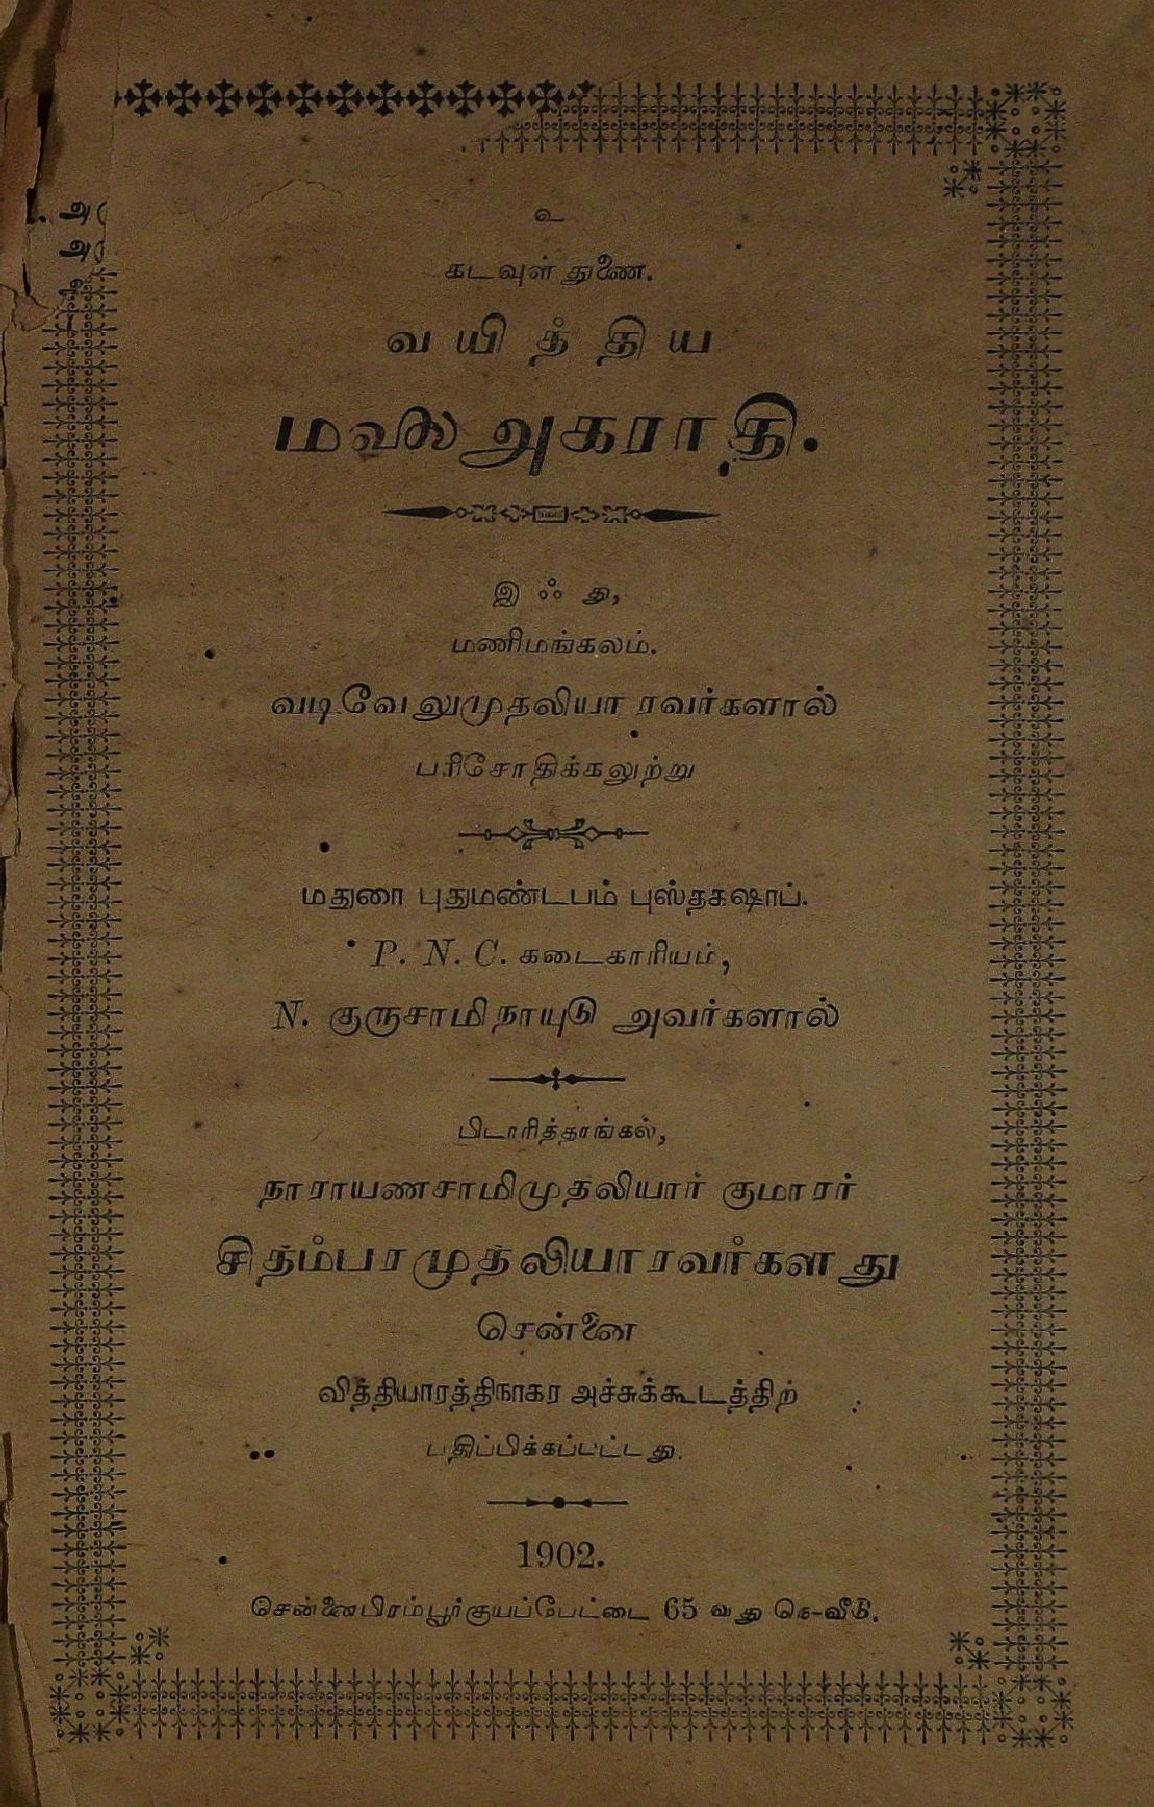 உ
கடவுள் துணை.
வயித்திய
மலை அகராதி.
இஃது,
மணிமங்கலம்.
வடிவேலுமுதலியாரவர்களால்
பரிசோதிக்கலுற்று
மதுரை புதுமண்டபம் புஸ்தகஷாப்.
P. N. C. கடைகாரியம்,
N. குருசாமிநாயுடு அவர்களால்
பிடாரித்தாங்கல்,
நாராயணசாமிமுதலியார் குமாரர்
சிதம்பரமுதலியாரவர்களது
சென்னை
வித்தியாரத்திநாகர அச்சுக்கூடத்திற்
பதிப்பிக்கப்பட்டது.
1902.
சென்னைபிரம்பூர்சூயப்பேட்டை 65 வது நெ-வீடு.